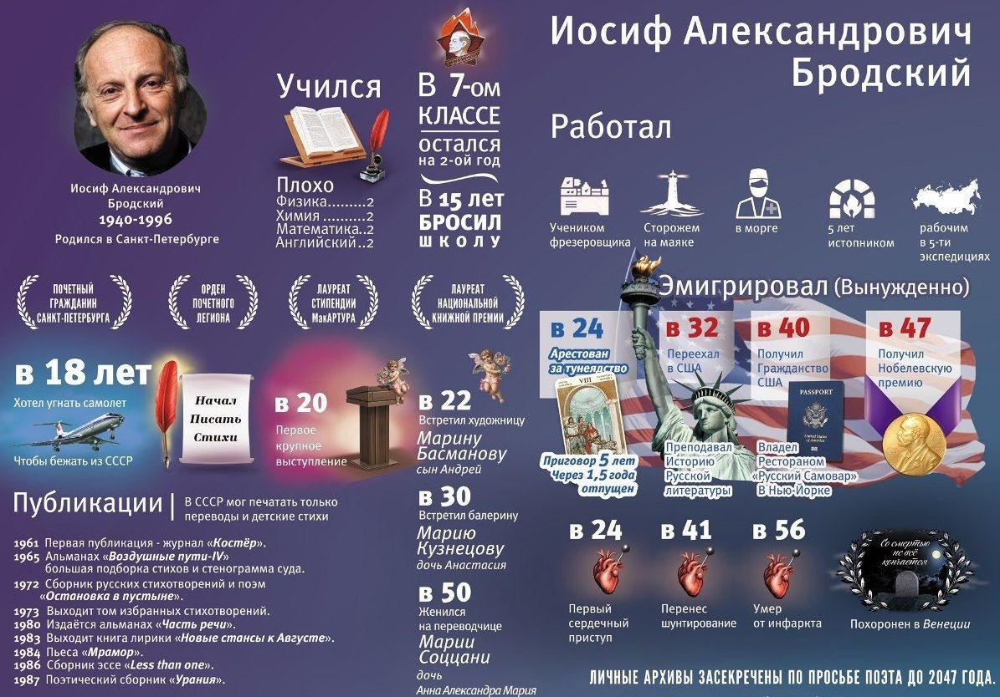 Иосиф Александрович
Бродский
1940-1996
Родился в Санкт-Петербурге
Учился
Плохо
Физика.........2
Химия ..........2
Математика..2
Английский..2
В 7-ом
КЛАССЕ
остался
на 2-ой год
В 15 лет
БРОСИЛ
ШКОЛУ
Иосиф Александрович
Бродский
Работал
Учеником
фрезеровщика
Сторожем
на маяке
в морге
5 лет
истопником
рабочим
в 5-ти
экспедициях
ПОЧЕТНЫЙ
ГРАЖДАНИН
САНКТ-ПЕТЕРБУРГА
ОРДЕН
ПОЧЕТНОГО
ЛЕГИОНА
ЛАУРЕАТ
СТИПЕНДИИ
МакАРТУРА
ЛАУРЕАТ
НАЦИОНАЛЬНОЙ
КНИЖНОЙ ПРЕМИИ
Эмигрировал (Вынужденно)
в 24
Арестован
за тунеядство
VIII
Приговор 5 лет
Через 1,5 года
отпущен
в 32
Переехал
в США
Преподавал
Историю
Русской
литературы
в 40
Получил
Гражданство
США
PASSPORT
United States
of America
Владел
Рестораном
«Русский Самовар»
В Нью-Йорке
в 47
Получил
Нобелевскую
премию
в 18 лет
Хотел угнать самолет
Чтобы бежать из СССР
Начал
Писать
Стихи
в 20
Первое
крупное
выступление
в 22
Встретил художницу
Марину
Басманову
сын Андрей
в 30
Встретил балерину
Марию
Кузнецову
дочь Анастасия
в 50
Женился
на переводчице
Марии
Соццани
дочь
Анна Александра Мария
Публикации |
В СССР мог печатать только
переводы и детские стихи
1961 Первая публикация - журнал «Костёр».
1965 Альманах «Воздушные пути-IV»
большая подборка стихов и стенограмма суда.
1972 Сборник русских стихотворений и поэм
«Остановка в пустыне».
1973 Выходит том избранных стихотворений.
1980 Издаётся альманах «Часть речи».
1983 Выходит книга лирики «Новые стансы к Августе».
1984 Пьеса «Мрамор».
1986 Сборник эссе «Less than one».
1987 Поэтический сборник «Урания».
в 24
Первый
сердечный
приступ
в 41
Перенес
шунтирование
в 56
Умер
от инфаркта
Со смертью
не всё
кончается
Похоронен в Венеции
ЛИЧНЫЕ АРХИВЫ ЗАСЕКРЕЧЕНЫ ПО ПРОСЬБЕ ПОЭТА ДО 2047 ГОДА.